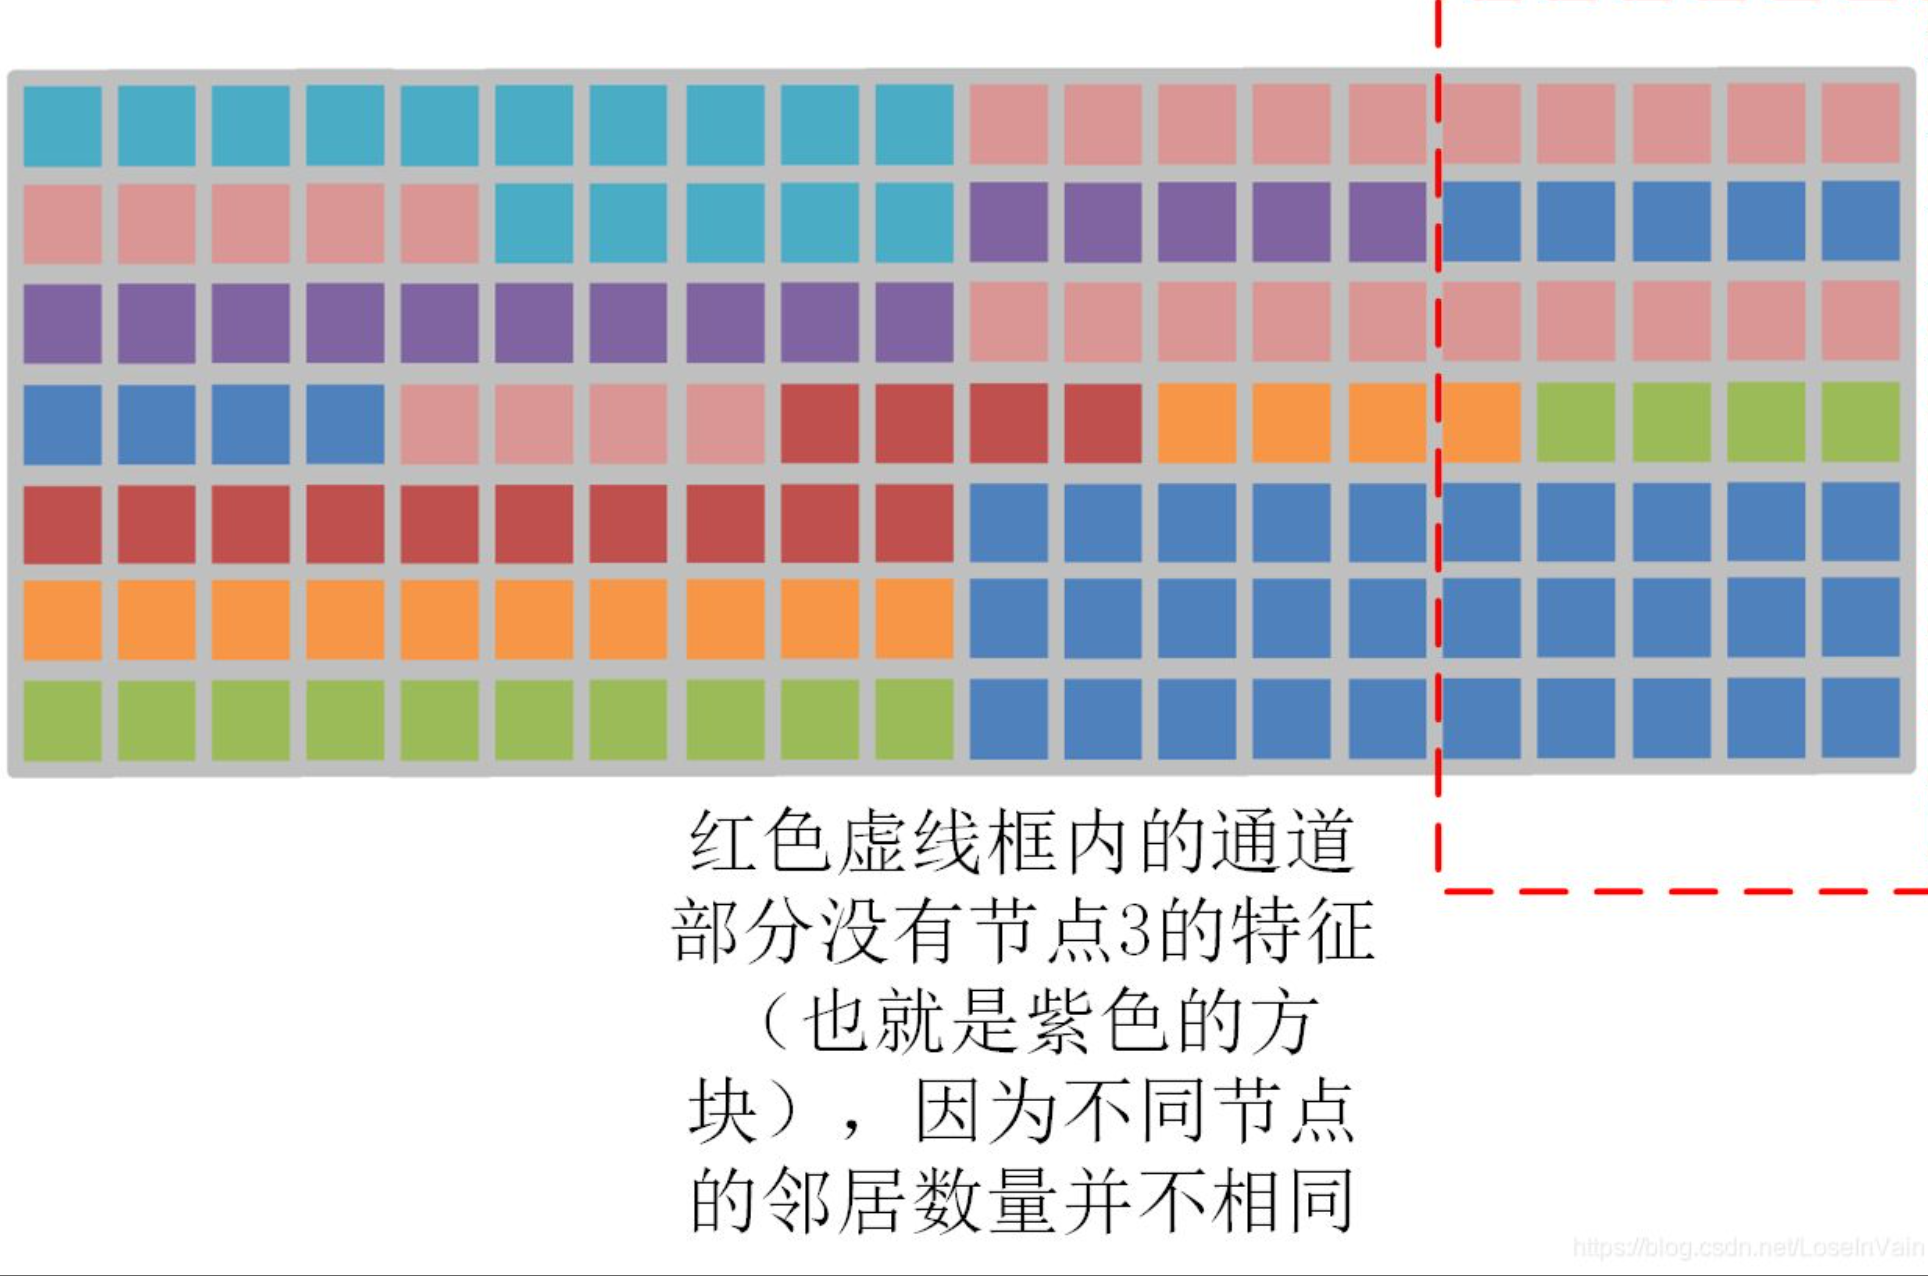 红色虚线框内的通道
部分没有节点3的特征
（也就是紫色的方
块），因为不同节点
的邻居数量并不相同
https://blog.csdn.net/LoseInVain